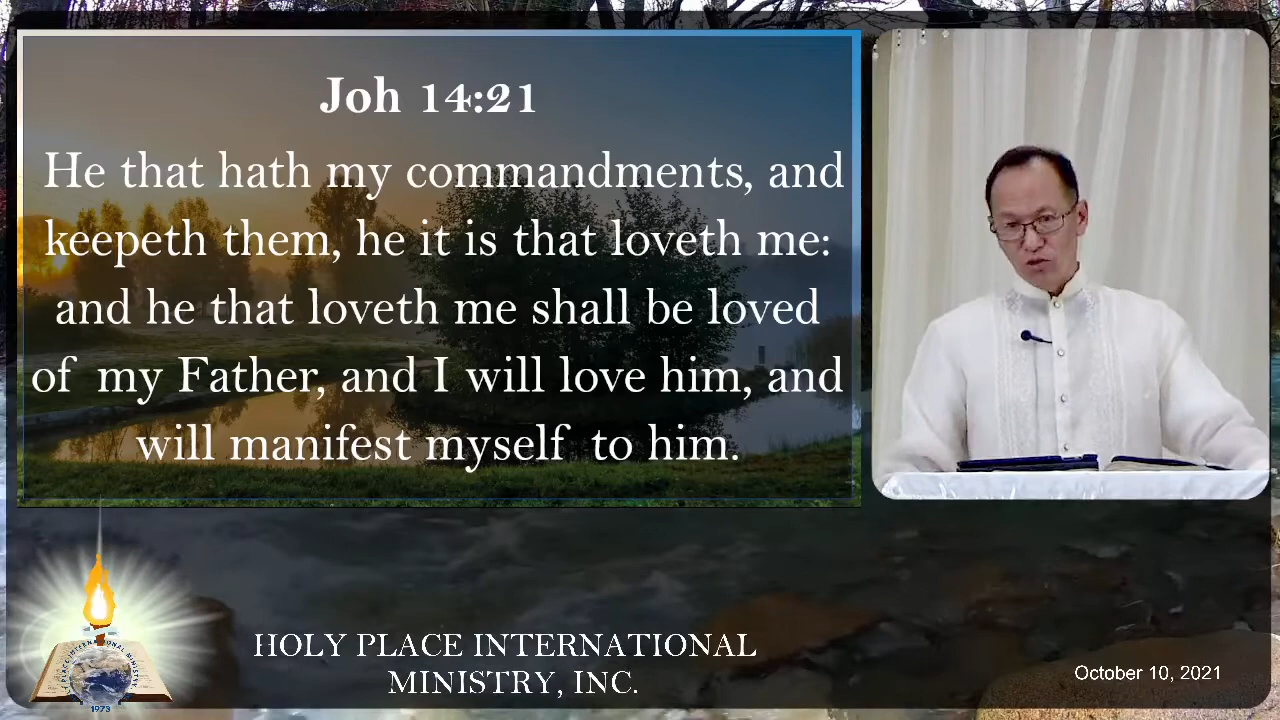 Joh 14:21
He that hath my commandments, and
keepeth them, he it is that loveth me:
and he that loveth me shall be loved
of my Father, and I will love him, and
will manifest myself to him.
HOLY PLACE INTERNATIONAL
MINISTRY, INC.
October 10, 2021
1973